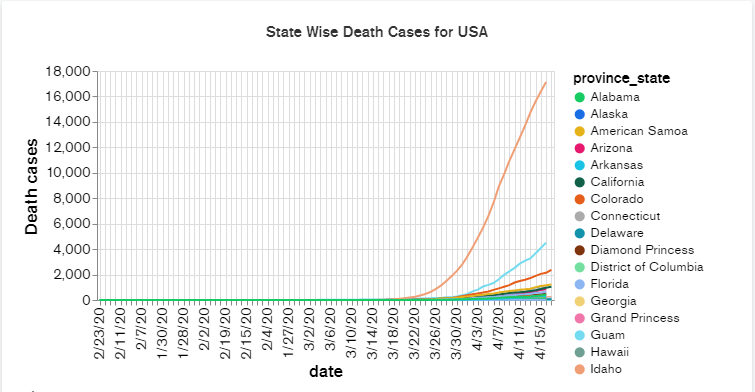 State Wise Death Cases for USA
18,000
16,000
14,000
12,000
10,000
8,000
6,000
4,000
2,000
0
Death cases
2/23/20
2/11/20
2/7/20
1/30/20
1/28/20
2/2/20
2/19/20
2/15/20
2/4/20
1/27/20
3/2/20
3/6/20
3/10/20
3/14/20
3/18/20
3/22/20
3/26/20
3/30/20
4/3/20
4/7/20
4/11/20
4/15/20
date
province_state
Alabama
Alaska
American Samoa
Arizona
Arkansas
California
Colorado
Connecticut
Delaware
Diamond Princess
District of Columbia
Florida
Georgia
Grand Princess
Guam
Hawaii
Idaho